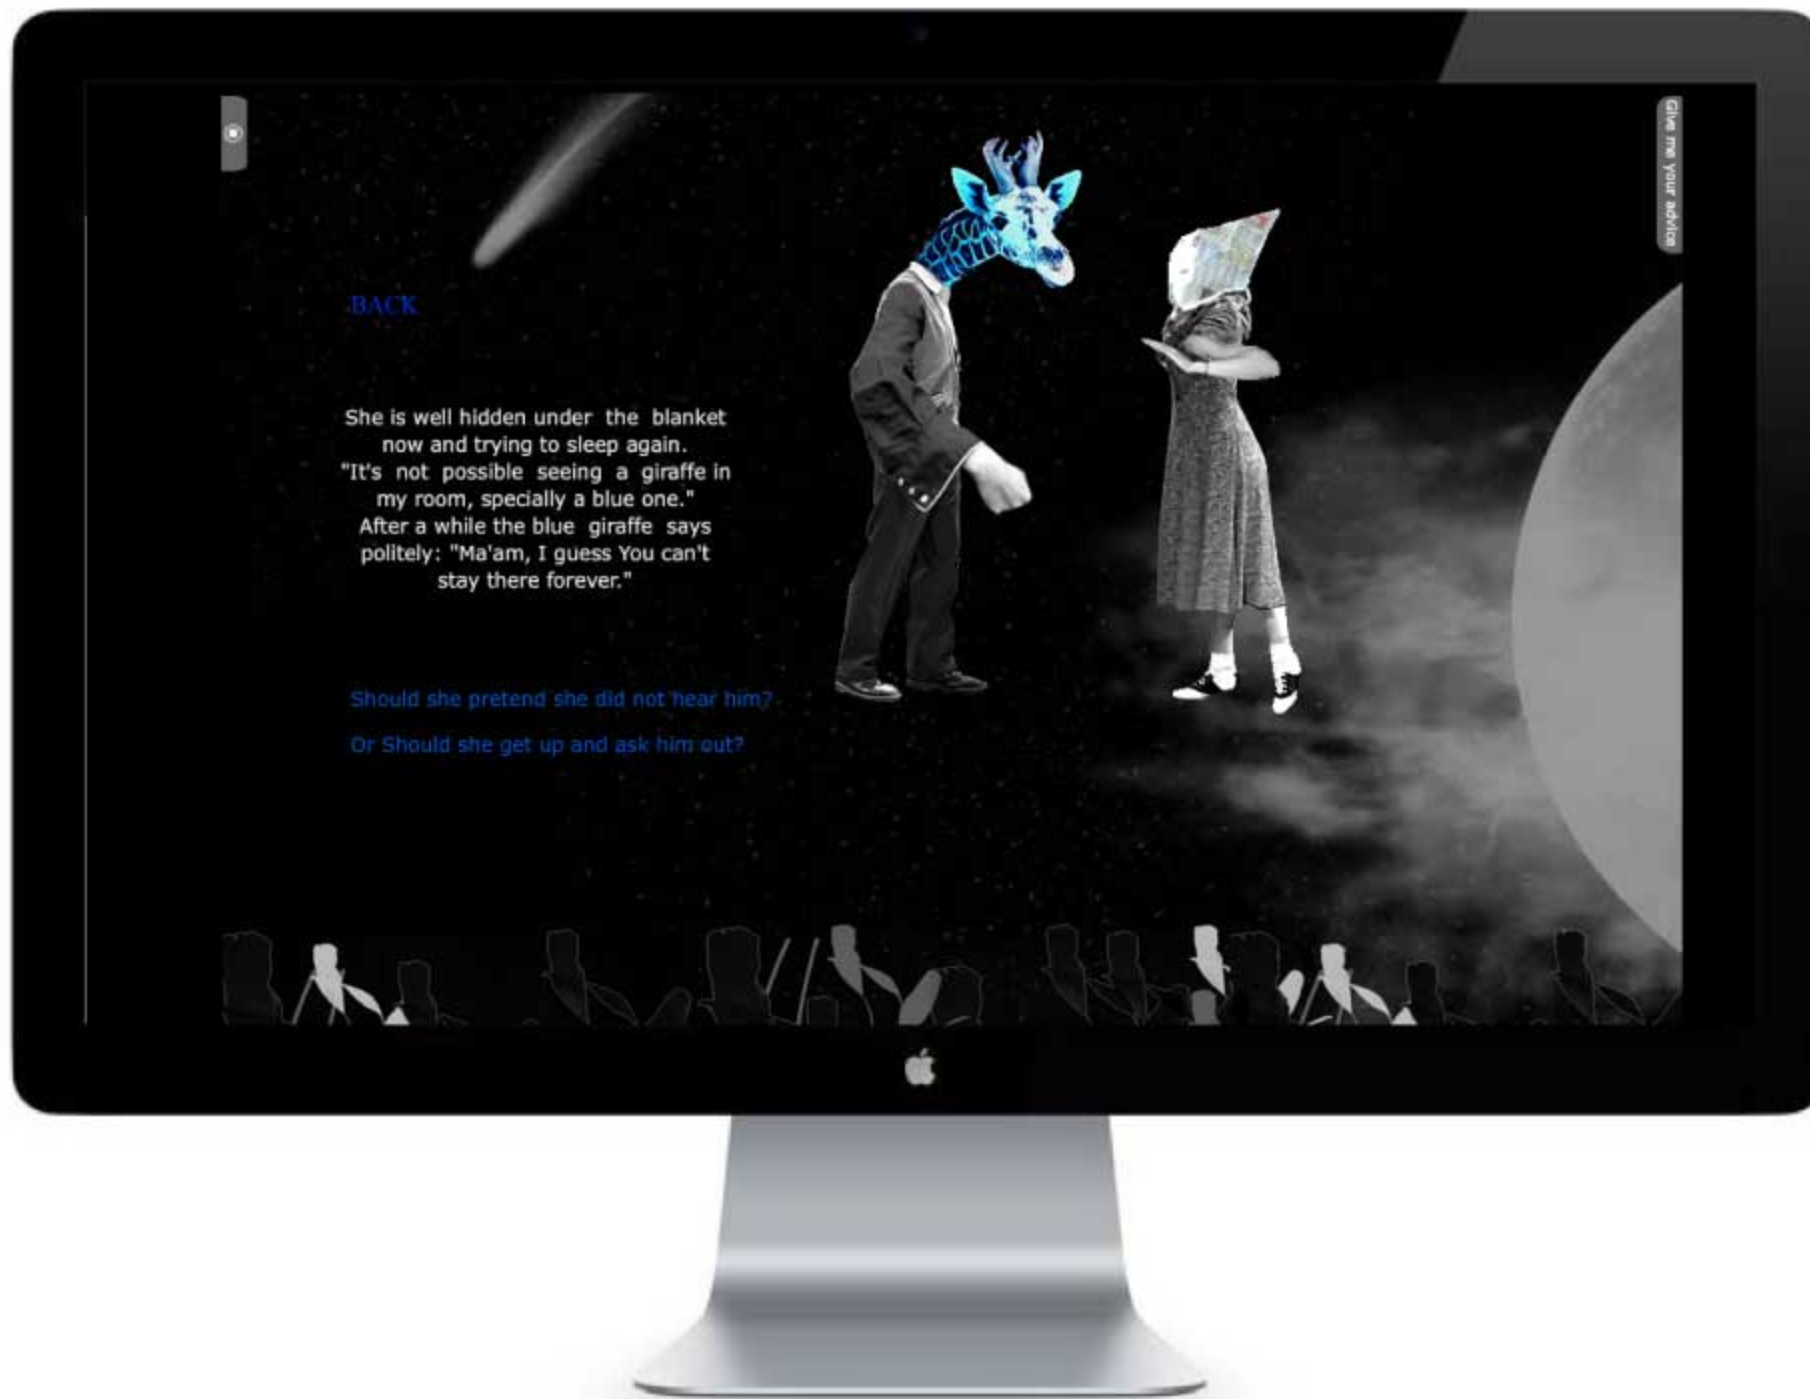 Give me your advice
BACK
She is well hidden under the blanket
now and trying to sleep again.
"It's not possible seeing a giraffe in
my room, specially a blue one."
After a while the blue giraffe says
politely: "Ma'am, I guess You can't
stay there forever."
Should she pretend she did not hear him?
Or Should she get up and ask him out?